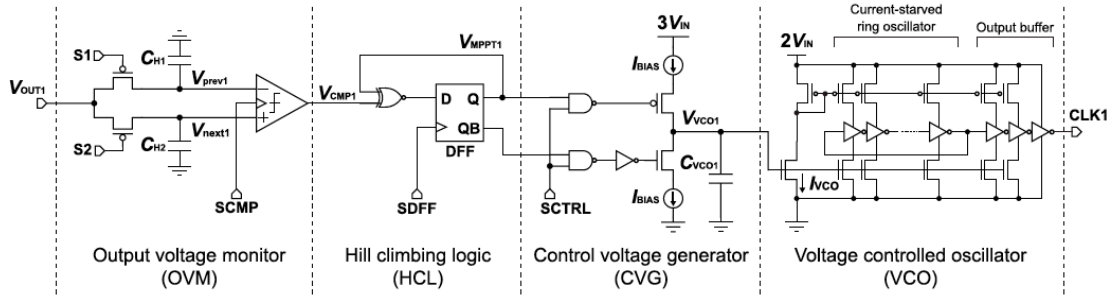 Current-starved
ring oscillator
Output buffer
3VIN
2VIN
S1
CH1
VMPPT1
IBIAS
VOUT1
Vprev1
VCMP1
D Q
VVCO1
CLK1
Vnext1
QB
CVCO1
S2
CH2
DFF
IBIAS
IVCO
SCMP
SDFF
SCTRL
Output voltage monitor
(OVM)
Hill climbing logic
(HCL)
Control voltage generator
(CVG)
Voltage controlled oscillator
(VCO)